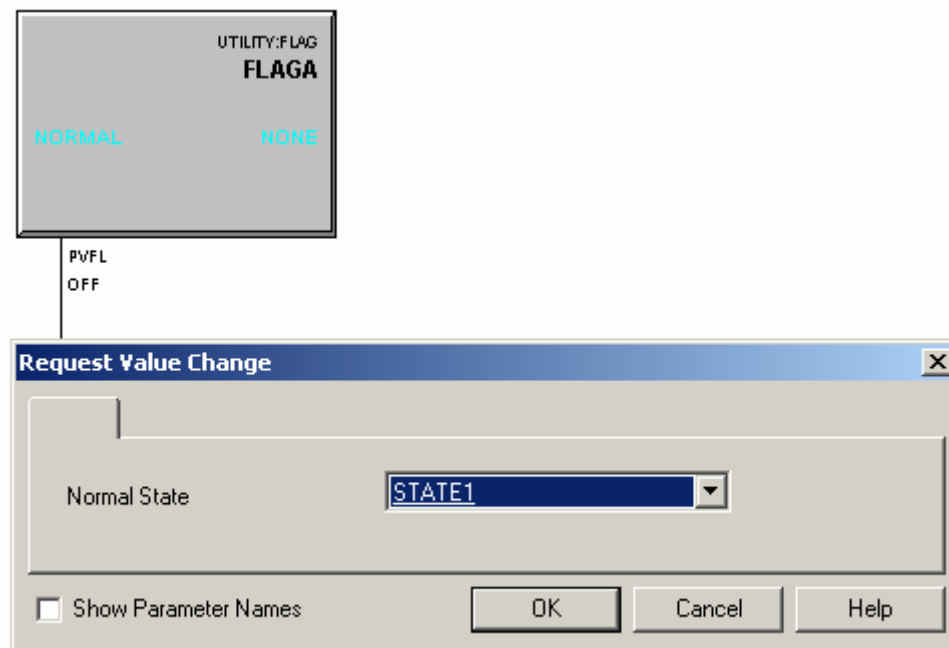 UTILITY:FLAG
FLAGA
NORMAL NONE
PVFL
OFF
Request Value Change
Normal State STATE1
Show Parameter Names OK Cancel Help